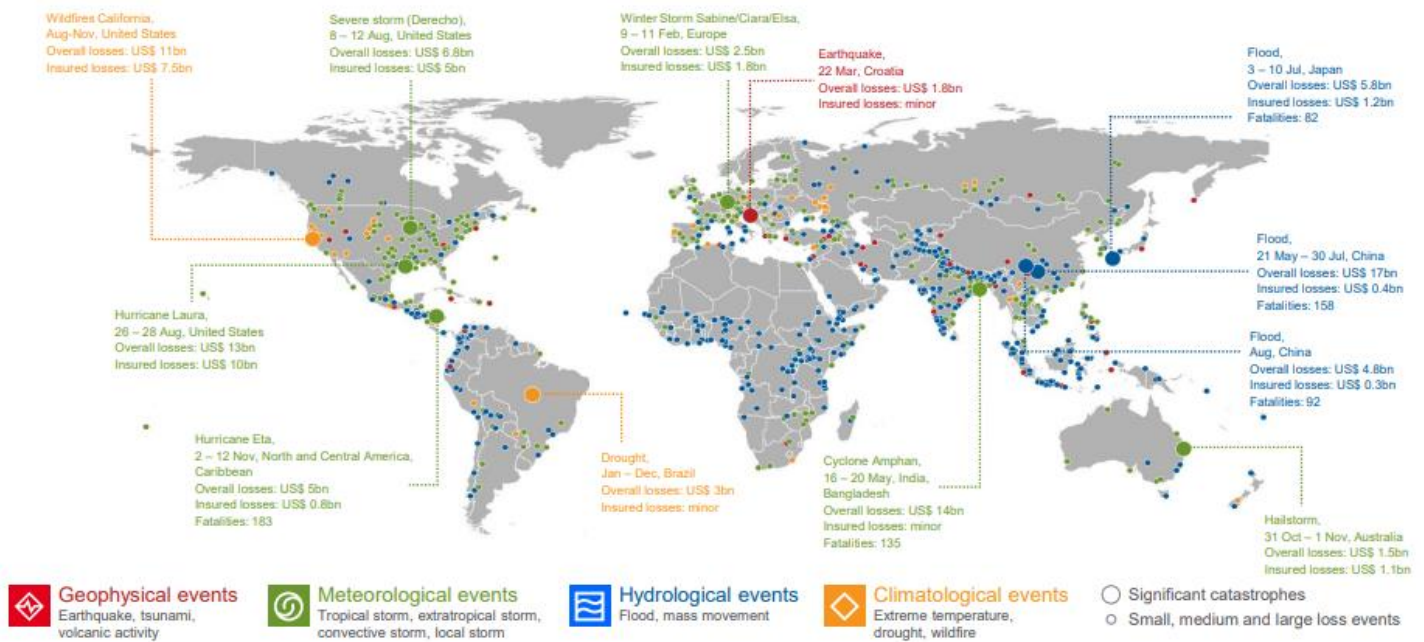 Wildfires California,
Aug-Nov, United States
Overall losses: US$ 11bn
Insured losses: US$ 7.5bn
Severe storm (Derecho),
8 – 12 Aug, United States
Overall losses: US$ 6.8bn
Insured losses: US$ 5bn
Winter Storm Sabine/Ciara/Elsa,
9 – 11 Feb, Europe
Overall losses: US$ 2.5bn
Insured losses: US$ 1.8bn
Earthquake,
22 Mar, Croatia
Overall losses: US$ 1.8bn
Insured losses: minor
Flood,
3 – 10 Jul, Japan
Overall losses: US$ 5.8bn
Insured losses: US$ 1.2bn
Fatalities: 82
Flood,
21 May – 30 Jul, China
Overall losses: US$ 17bn
Insured losses: US$ 0.4bn
Fatalities: 158
Hurricane Laura,
26 – 28 Aug, United States
Overall losses: US$ 13bn
Insured losses: US$ 10bn
Flood,
Aug, China
Overall losses: US$ 4.8bn
Insured losses: US$ 0.3bn
Fatalities: 92
Hurricane Eta,
2 – 12 Nov, North and Central America,
Caribbean
Overall losses: US$ 5bn
Insured losses: US$ 0.8bn
Fatalities: 183
Drought,
Jan – Dec, Brazil
Overall losses: US$ 3bn
Insured losses: minor
Cyclone Amphan,
16 – 20 May, India,
Bangladesh
Overall losses: US$ 14bn
Insured losses: minor
Fatalities: 135
Hailstorm,
31 Oct – 1 Nov, Australia
Overall losses: US$ 1.5bn
Insured losses: US$ 1.1bn
Geophysical events
Earthquake, tsunami,
volcanic activity
Meteorological events
Tropical storm, extratropical storm,
convective storm, local storm
Hydrological events
Flood, mass movement
Climatological events
Extreme temperature,
drought, wildfire
Significant catastrophes
Small, medium and large loss events